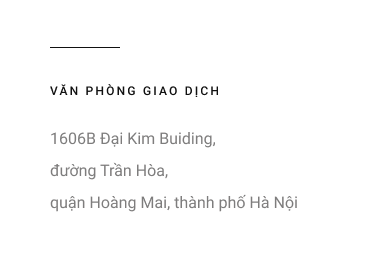 VĂN PHÒNG GIAO DỊCH
1606B Đại Kim Buiding,
đường Trần Hòa,
quận Hoàng Mai, thành phố Hà Nội